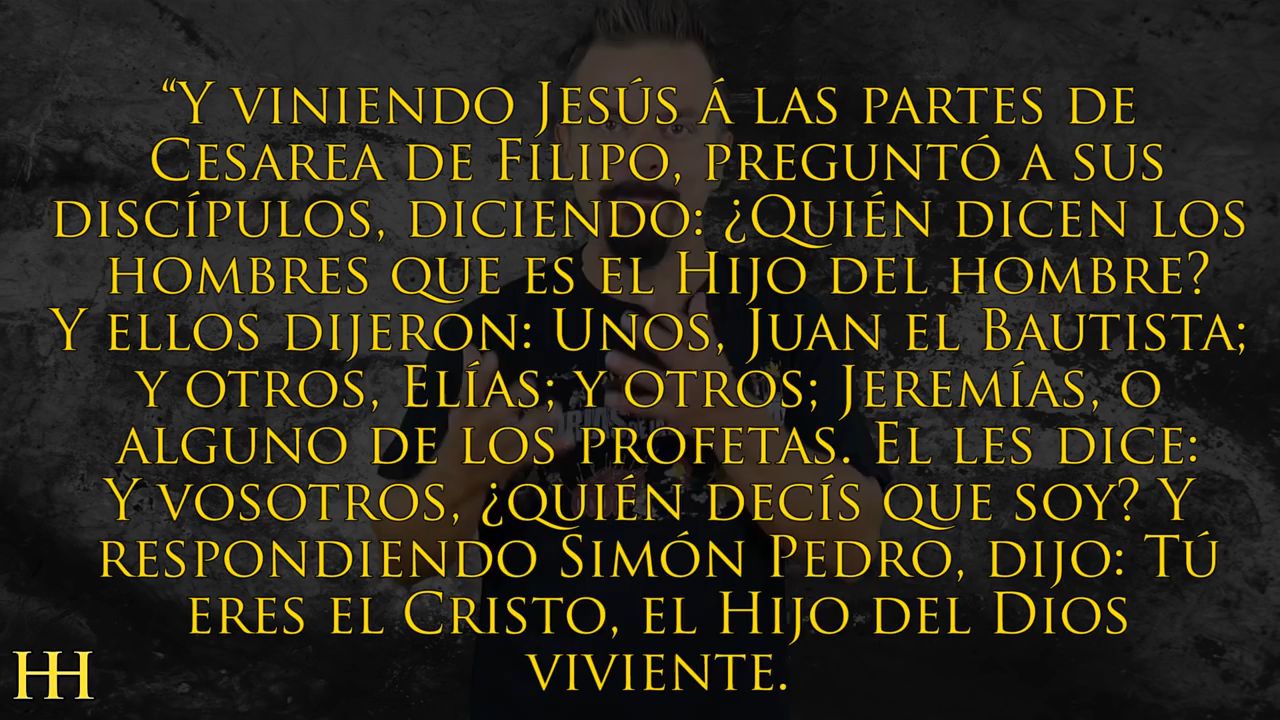 “Y VINIENDO JESÚS Á LAS PARTES DE
CESAREA DE FILIPO, PREGUNTÓ A SUS
DISCÍPULOS, DICIENDO: ¿QUIÉN DICEN LOS
HOMBRES QUE ES EL HIJO DEL HOMBRE?
Y ELLOS DIJERON: UNOS, JUAN EL BAUTISTA;
Y OTROS, ELÍAS; Y OTROS; JEREMÍAS, O
ALGUNO DE LOS PROFETAS. EL LES DICE:
Y VOSOTROS, ¿QUIÉN DECÍS QUE SOY? Y
RESPONDIENDO SIMÓN PEDRO, DIJO: TÚ
ERES EL CRISTO, EL HIJO DEL DIOS
VIVIENTE.
HH